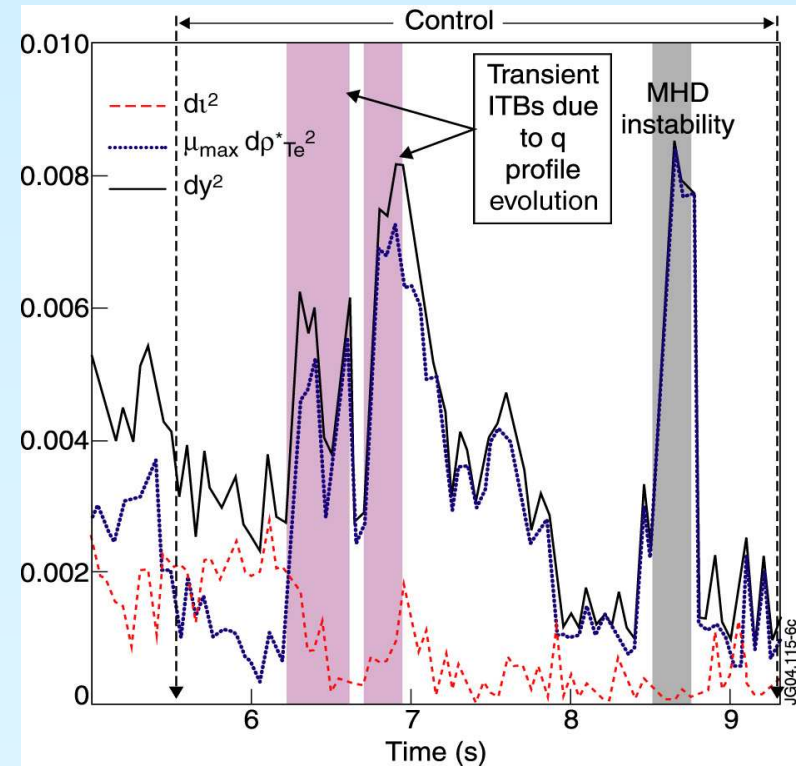 Control
0.010
0.008
0.006
0.004
0.002
0
dι²
μmax dρ*Te²
dy²
Transient
ITBs due
to q
profile
evolution
MHD
instability
6
7
8
9
Time (s)
JG04.115-6c